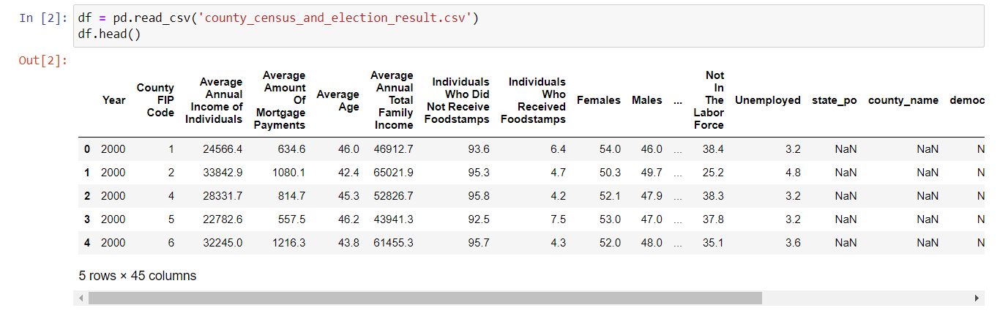 In [2]: df = pd.read_csv('county_census_and_election_result.csv')
df.head()
Out[2]:
Year County FIP Code Average Annual Income of Individuals Average Amount Of Mortgage Payments Average Age Average Annual Total Family Income Individuals Who Did Not Receive Foodstamps Individuals Who Received Foodstamps Females Males ... Not In The Labor Force Unemployed state_po county_name democ
0 2000 1 24566.4 634.6 46.0 46912.7 93.6 6.4 54.0 46.0 ... 38.4 3.2 NaN NaN N
1 2000 2 33842.9 1080.1 42.4 65021.9 95.3 4.7 50.3 49.7 ... 25.2 4.8 NaN NaN N
2 2000 4 28331.7 814.7 45.3 52826.7 95.8 4.2 52.1 47.9 ... 38.3 3.2 NaN NaN N
3 2000 5 22782.6 557.5 46.2 43941.3 92.5 7.5 53.0 47.0 ... 37.8 3.2 NaN NaN N
4 2000 6 32245.0 1216.3 43.8 61455.3 95.7 4.3 52.0 48.0 ... 35.1 3.6 NaN NaN N
5 rows × 45 columns